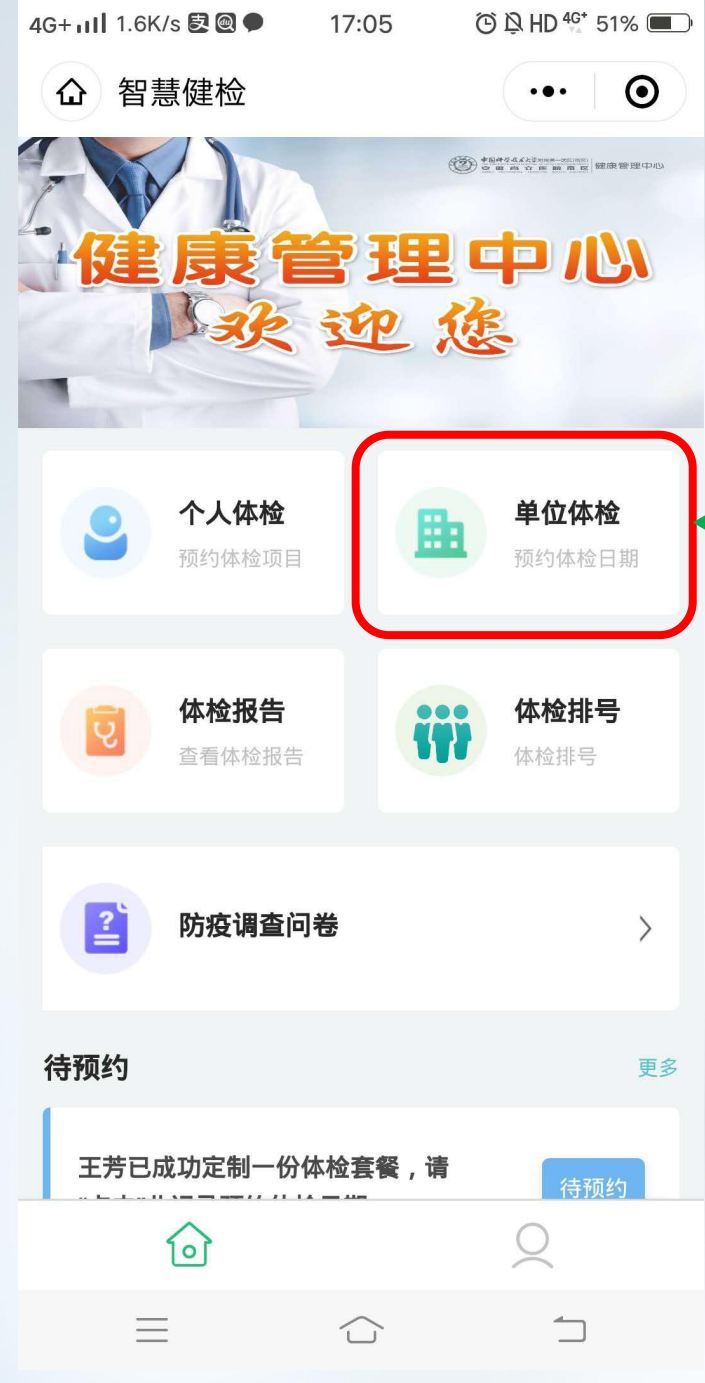 4G+ 1.6K/s 支 du 17:05 HD 4G+ 51%
智慧健检
健康管理中心
健康管理中心
欢迎您
个人体检
预约体检项目
单位体检
预约体检日期
体检报告
查看体检报告
体检排号
体检排号
防疫调查问卷
待预约
更多
王芳已成功定制一份体检套餐，请
待预约